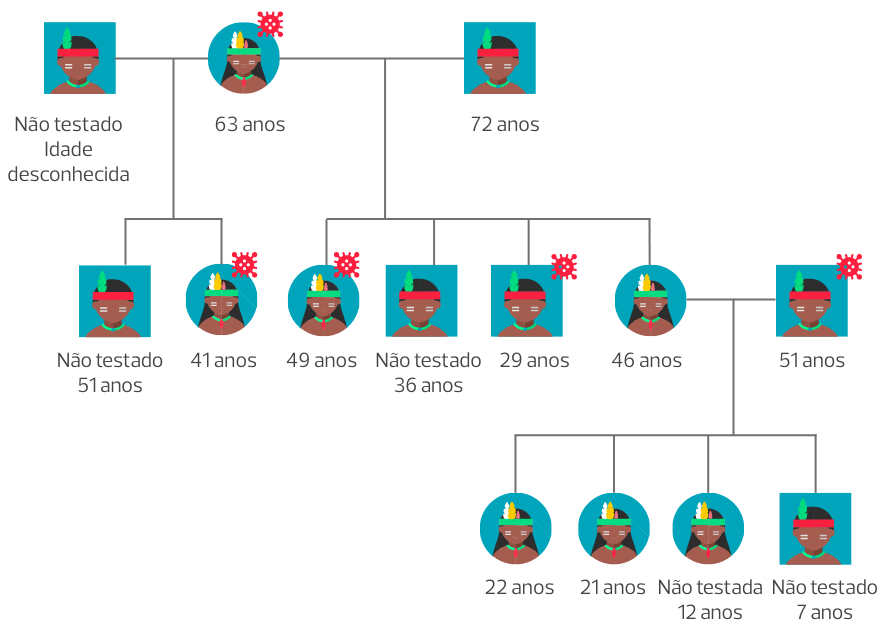 Não testado
Idade
desconhecida
63 anos
72 anos
Não testado
51 anos
41 anos
49 anos
Não testado
36 anos
29 anos
46 anos
51 anos
22 anos
21 anos
Não testada
12 anos
Não testado
7 anos